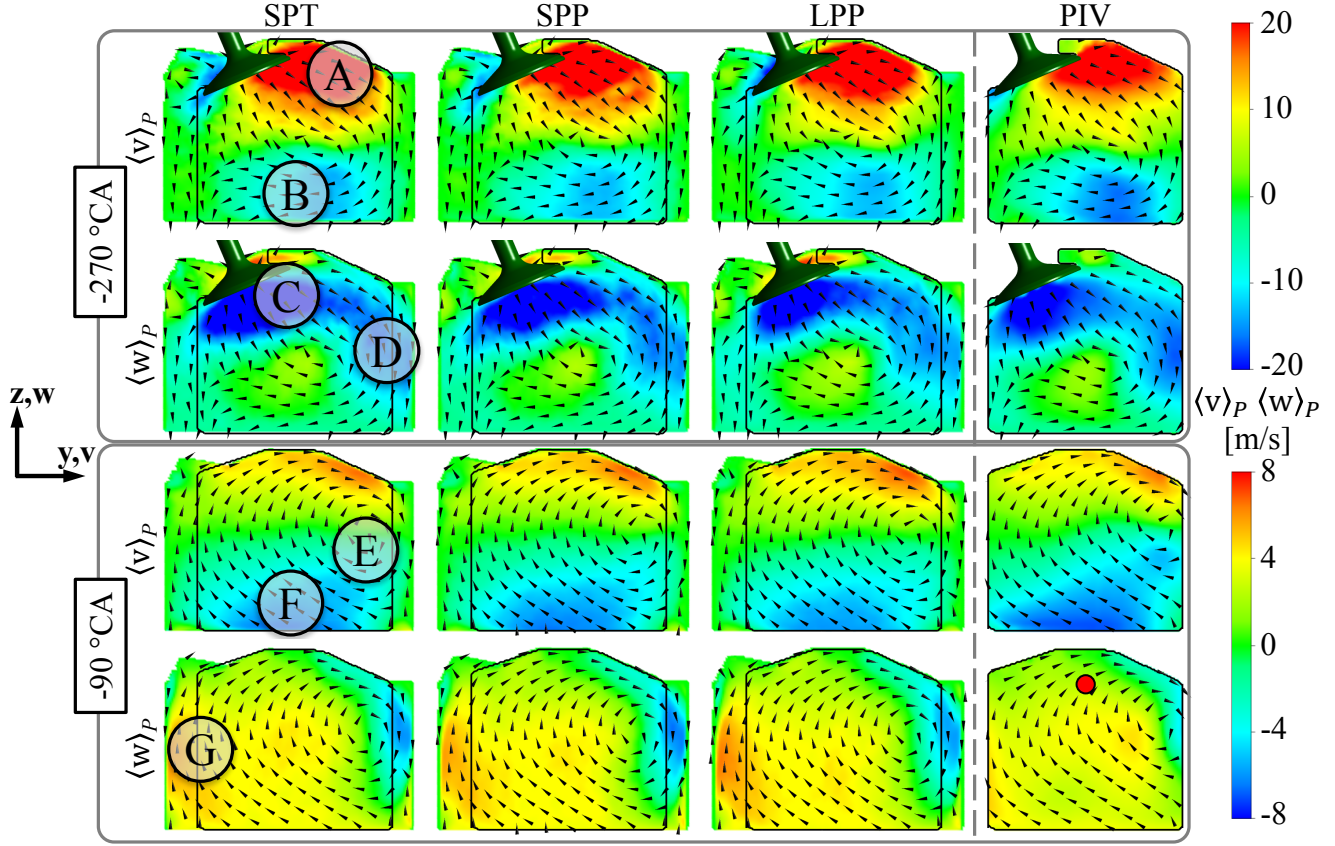 SPT SPP LPP PIV
20
A
10
⟨v⟩P
B
0
-270 °CA
C
-10
D
⟨w⟩P
-20
z,w
⟨v⟩P ⟨w⟩P
[m/s]
y,v
8
⟨v⟩P
E
4
F
-90 °CA
0
G
⟨w⟩P
-4
-8